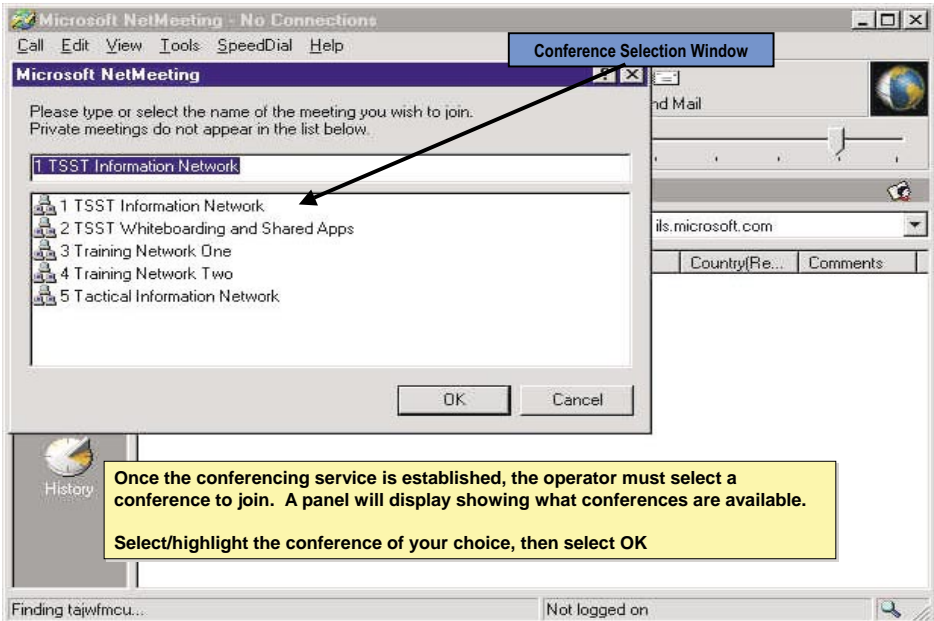 Microsoft NetMeeting - No Connections
Call Edit View Tools SpeedDial Help
Conference Selection Window
Microsoft NetMeeting
nd Mail
Please type or select the name of the meeting you wish to join.
Private meetings do not appear in the list below.
1 TSST Information Network
1 TSST Information Network
2 TSST Whiteboarding and Shared Apps
3 Training Network One
4 Training Network Two
5 Tactical Information Network
ils.microsoft.com
Country(Re... Comments
OK Cancel
History
Once the conferencing service is established, the operator must select a
conference to join. A panel will display showing what conferences are available.
Select/highlight the conference of your choice, then select OK
Finding tajwfmcu... Not logged on